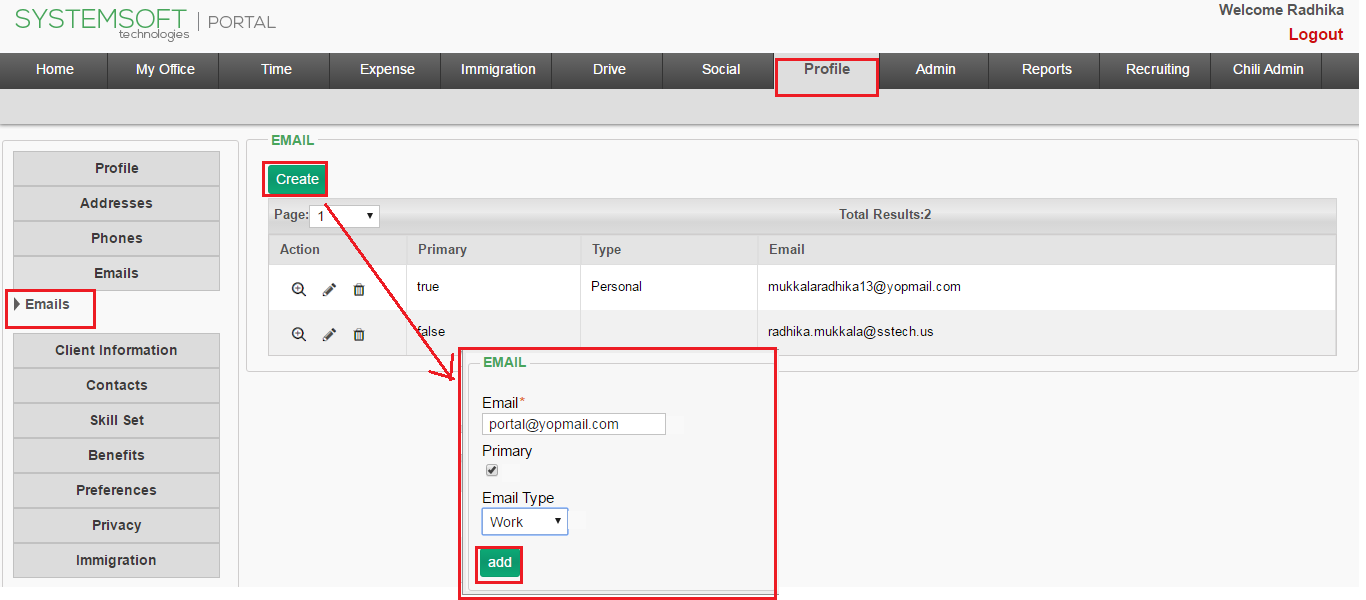 SYSTEMSOFT technologies | PORTAL
Welcome Radhika
Logout
Home My Office Time Expense Immigration Drive Social Profile Admin Reports Recruiting Chili Admin
Profile
Addresses
Phones
Emails
Emails
Client Information
Contacts
Skill Set
Benefits
Preferences
Privacy
Immigration
EMAIL
Create
Page: 1 Total Results:2
Action Primary Type Email
true Personal mukkalaradhika13@yopmail.com
false radhika.mukkala@sstech.us
EMAIL
Email*
portal@yopmail.com
Primary
Email Type
Work
add